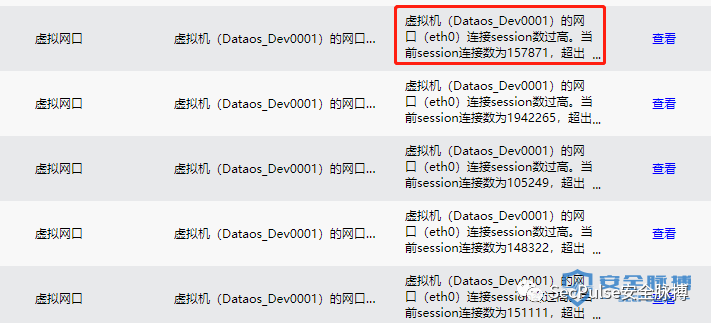 虚拟网口
虚拟机（Dataos_Dev0001）的网口...
虚拟机（Dataos_Dev0001）的网
口（eth0）连接session数过高。当
前session连接数为157871，超出...
查看
虚拟网口
虚拟机（Dataos_Dev0001）的网口...
虚拟机（Dataos_Dev0001）的网
口（eth0）连接session数过高。当
前session连接数为1942265，超出...
查看
虚拟网口
虚拟机（Dataos_Dev0001）的网口...
虚拟机（Dataos_Dev0001）的网
口（eth0）连接session数过高。当
前session连接数为105249，超出...
查看
虚拟网口
虚拟机（Dataos_Dev0001）的网口...
虚拟机（Dataos_Dev0001）的网
口（eth0）连接session数过高。当
前session连接数为148322，超出...
查看
虚拟网口
虚拟机（Dataos_Dev0001）的网口...
虚拟机（Dataos_Dev0001）的网
口（eth0）连接session数过高。当
前session连接数为151111，超出...
查看
安全脉搏
SecPulse安全脉搏